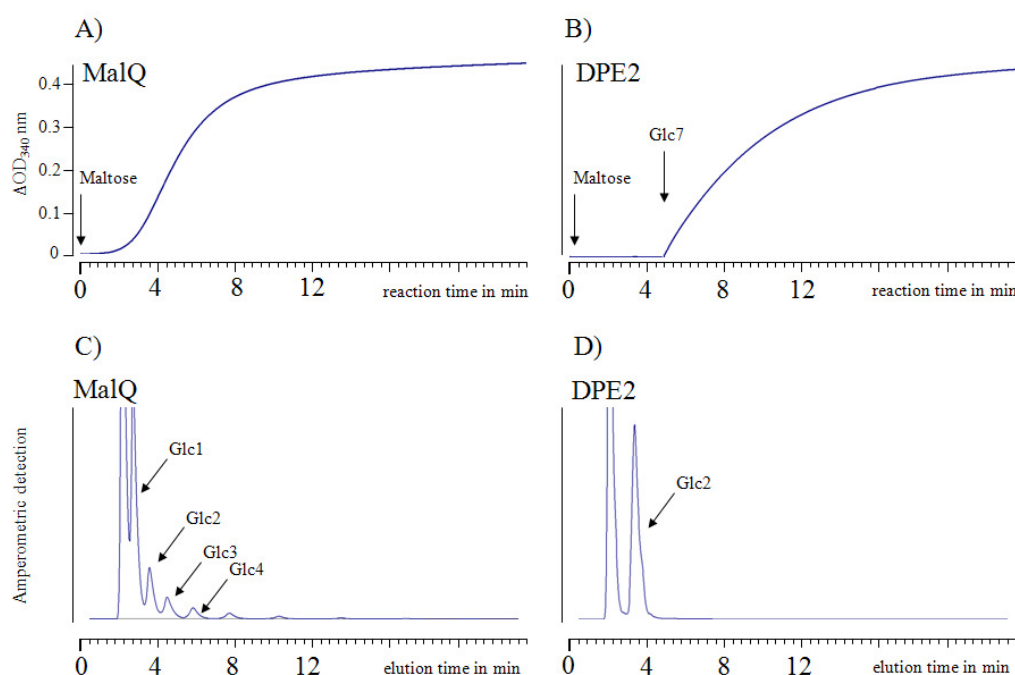 A)
MalQ
0.4
0.3
0.2
0.1
0
ΔOD340 nm
Maltose
0 4 8 12 reaction time in min
B)
DPE2
Glc7
Maltose
0 4 8 12 reaction time in min
C)
MalQ
Amperometric detection
Glc1
Glc2
Glc3
Glc4
0 4 8 12 elution time in min
D)
DPE2
Glc2
0 4 8 12 elution time in min